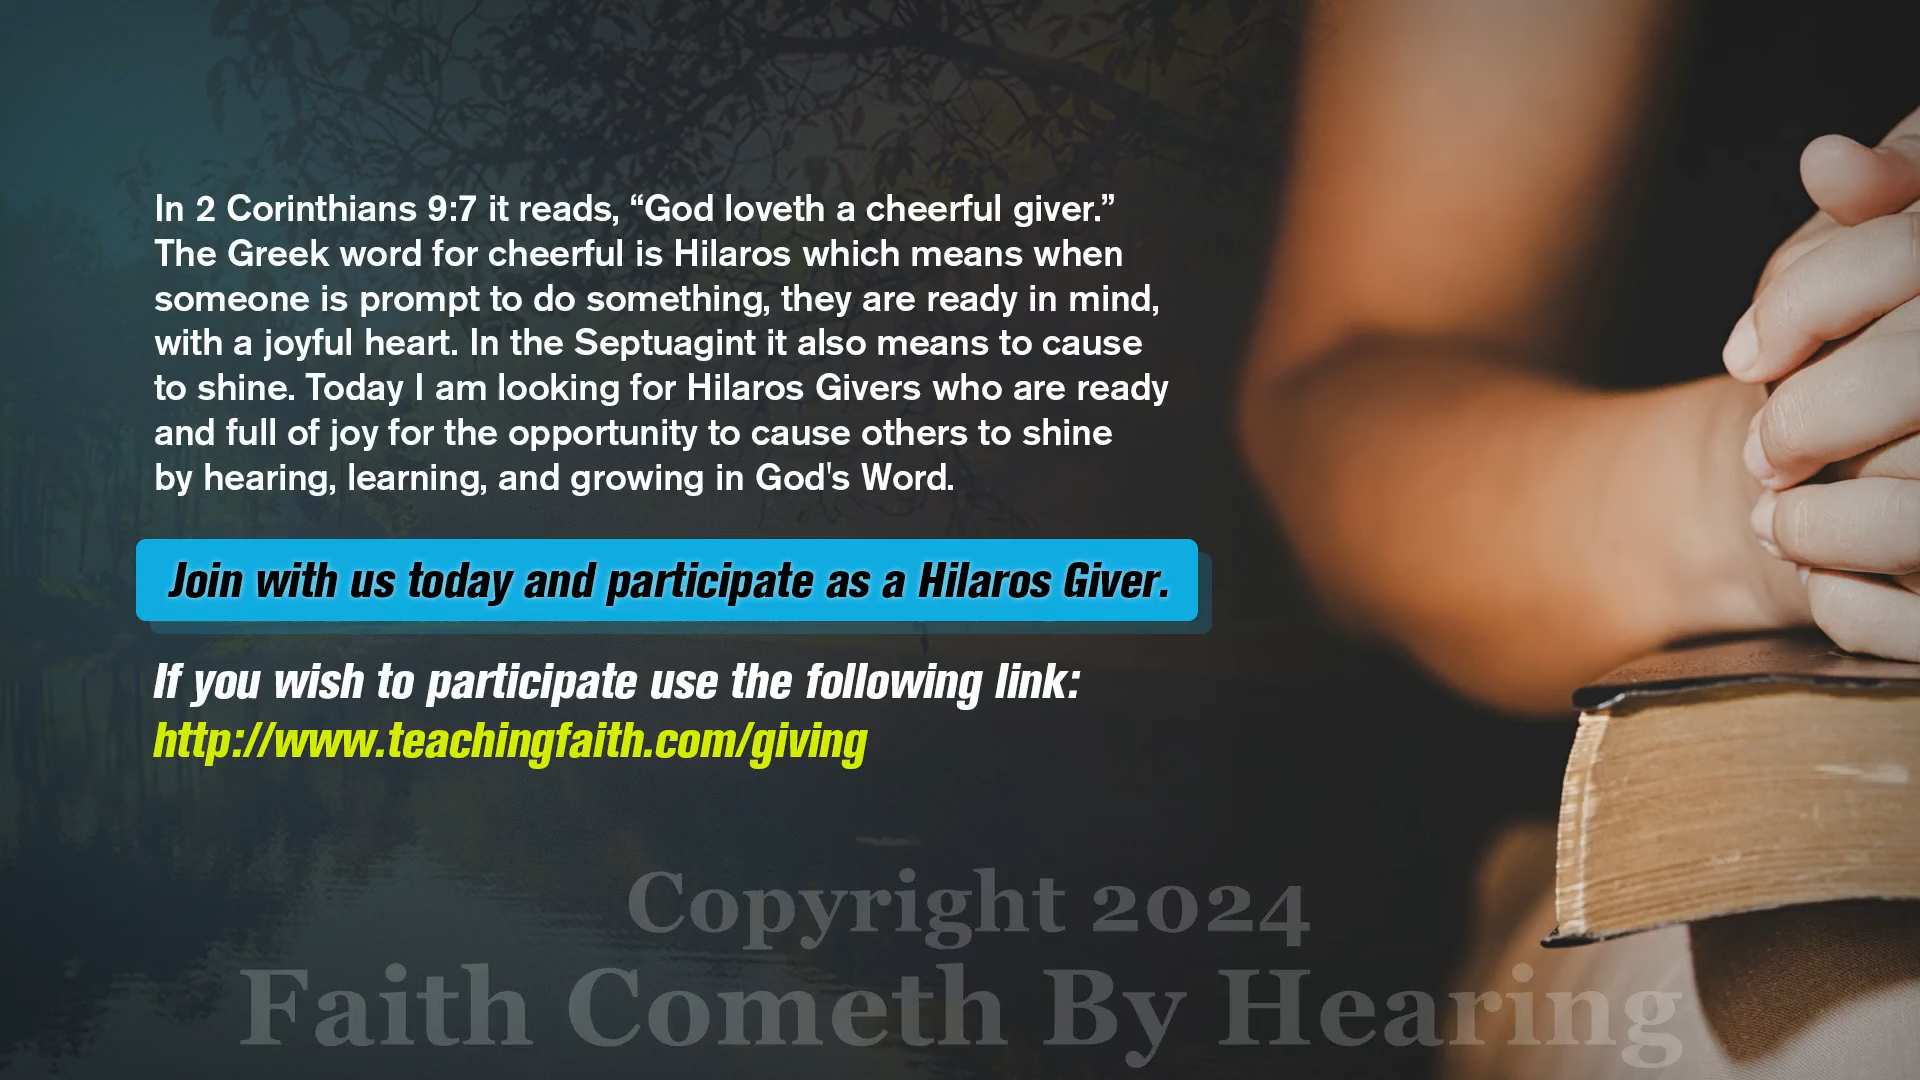 In 2 Corinthians 9:7 it reads, “God loveth a cheerful giver.”
The Greek word for cheerful is Hilaros which means when
someone is prompt to do something, they are ready in mind,
with a joyful heart. In the Septuagint it also means to cause
to shine. Today I am looking for Hilaros Givers who are ready
and full of joy for the opportunity to cause others to shine
by hearing, learning, and growing in God's Word.
Join with us today and participate as a Hilaros Giver.
If you wish to participate use the following link:
http://www.teachingfaith.com/giving
Copyright 2024
Faith Cometh By Hearing